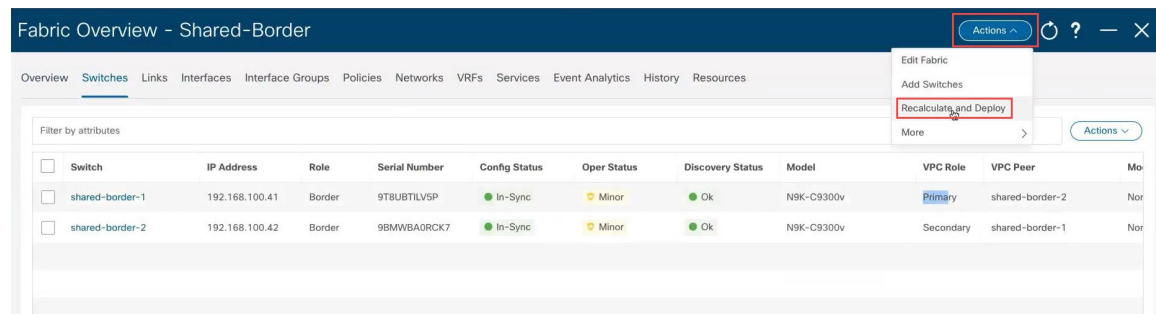 Fabric Overview - Shared-Border
Actions
?
Edit Fabric
Add Switches
Recalculate and Deploy
More
Overview Switches Links Interfaces Interface Groups Policies Networks VRFs Services Event Analytics History Resources
Filter by attributes
Actions
Switch IP Address Role Serial Number Config Status Oper Status Discovery Status Model VPC Role VPC Peer Mo
shared-border-1 192.168.100.41 Border 9T8UBTILV5P In-Sync Minor Ok N9K-C9300v Primary shared-border-2 Nor
shared-border-2 192.168.100.42 Border 9BMWBA0RCK7 In-Sync Minor Ok N9K-C9300v Secondary shared-border-1 Nor